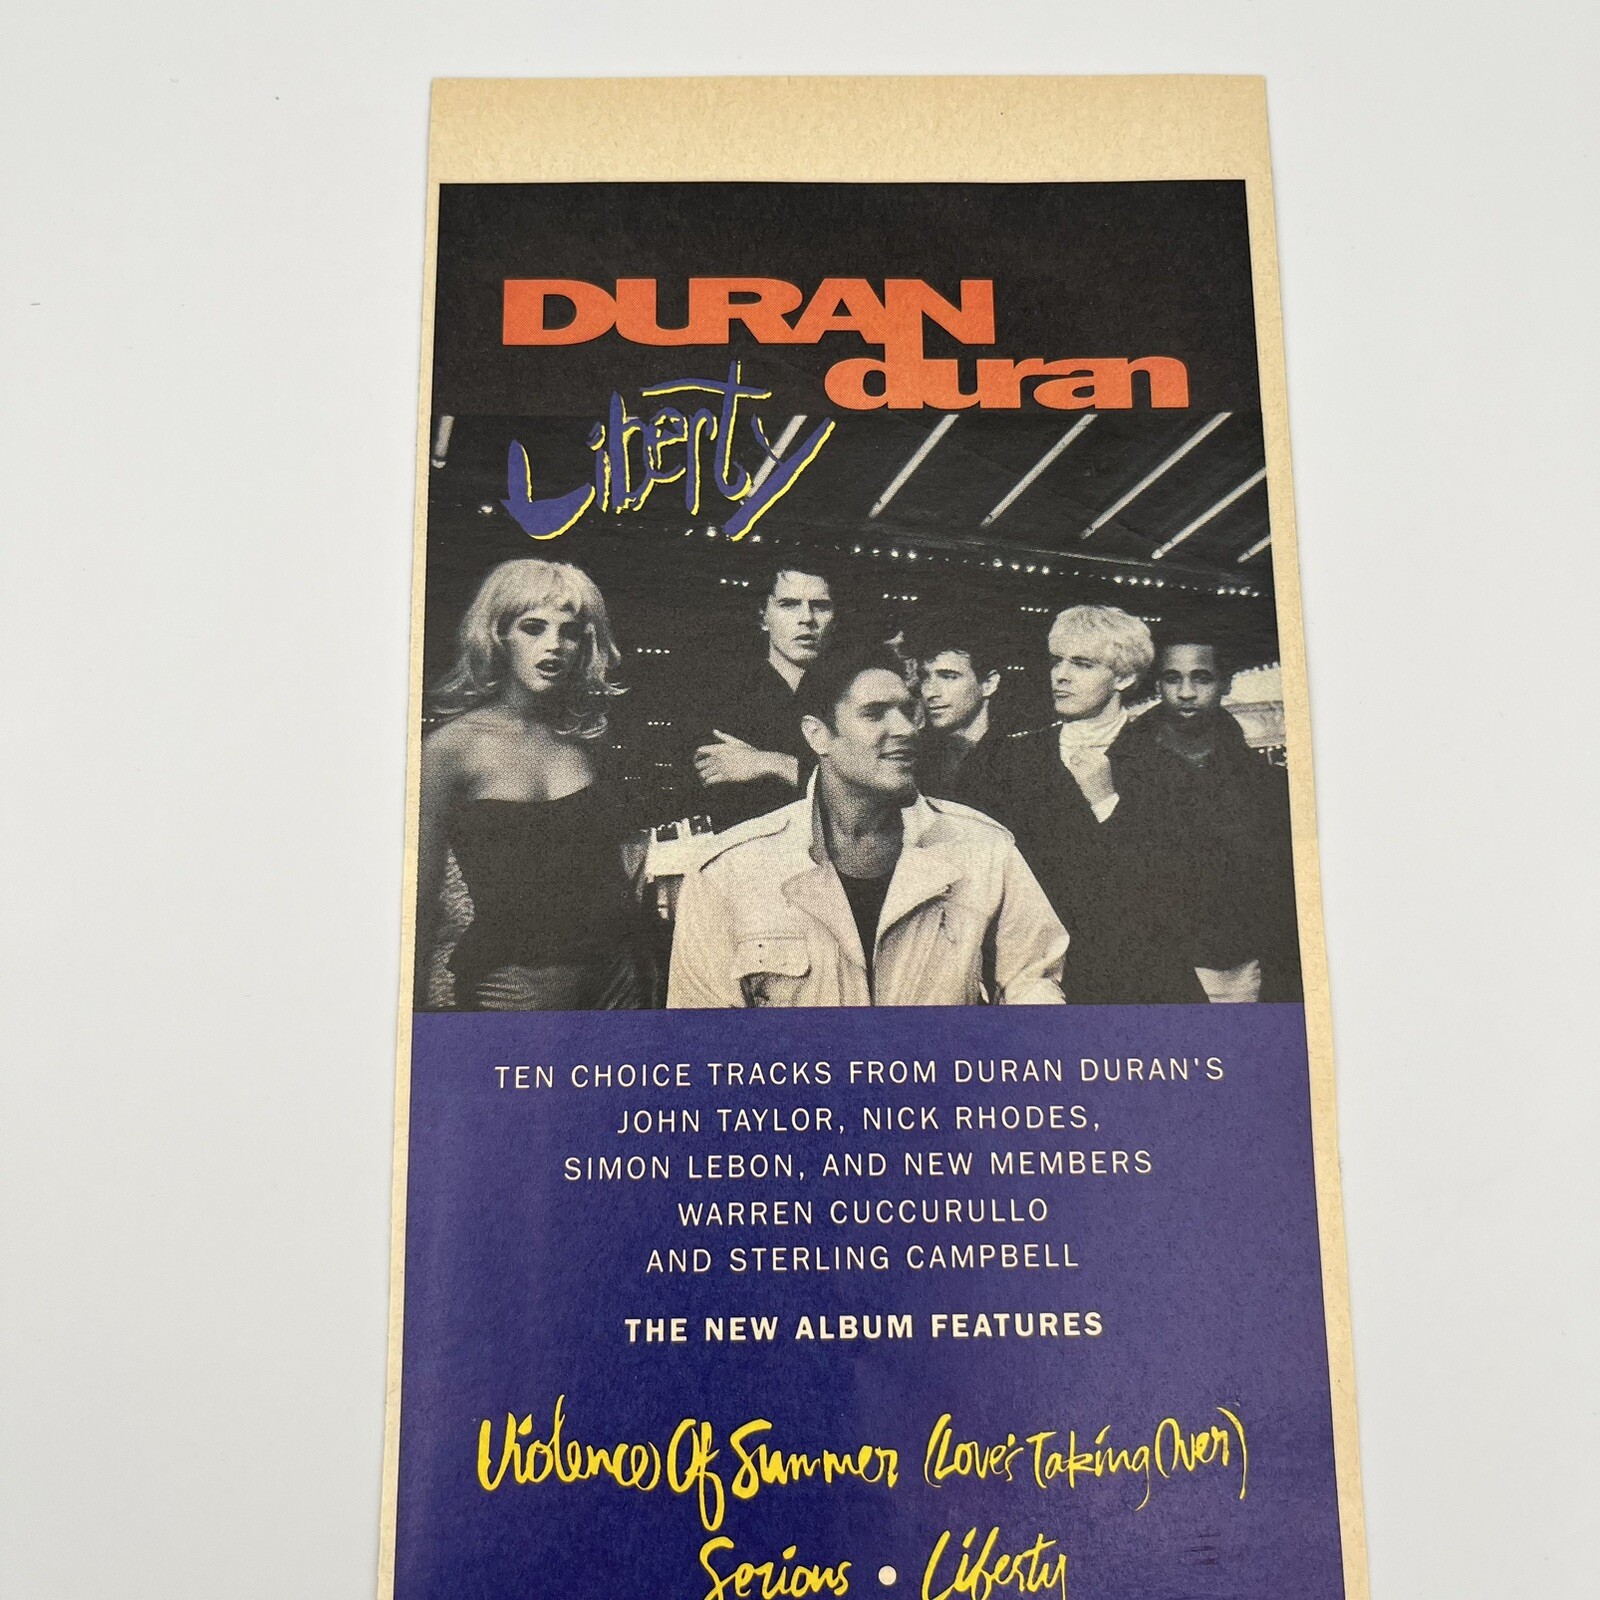 DURAN
duran
Liberty
TEN CHOICE TRACKS FROM DURAN DURAN'S
JOHN TAYLOR, NICK RHODES,
SIMON LEBON, AND NEW MEMBERS
WARREN CUCCURULLO
AND STERLING CAMPBELL
THE NEW ALBUM FEATURES
Violence Of Summer (Love's Taking Over)
Serious • Liberty